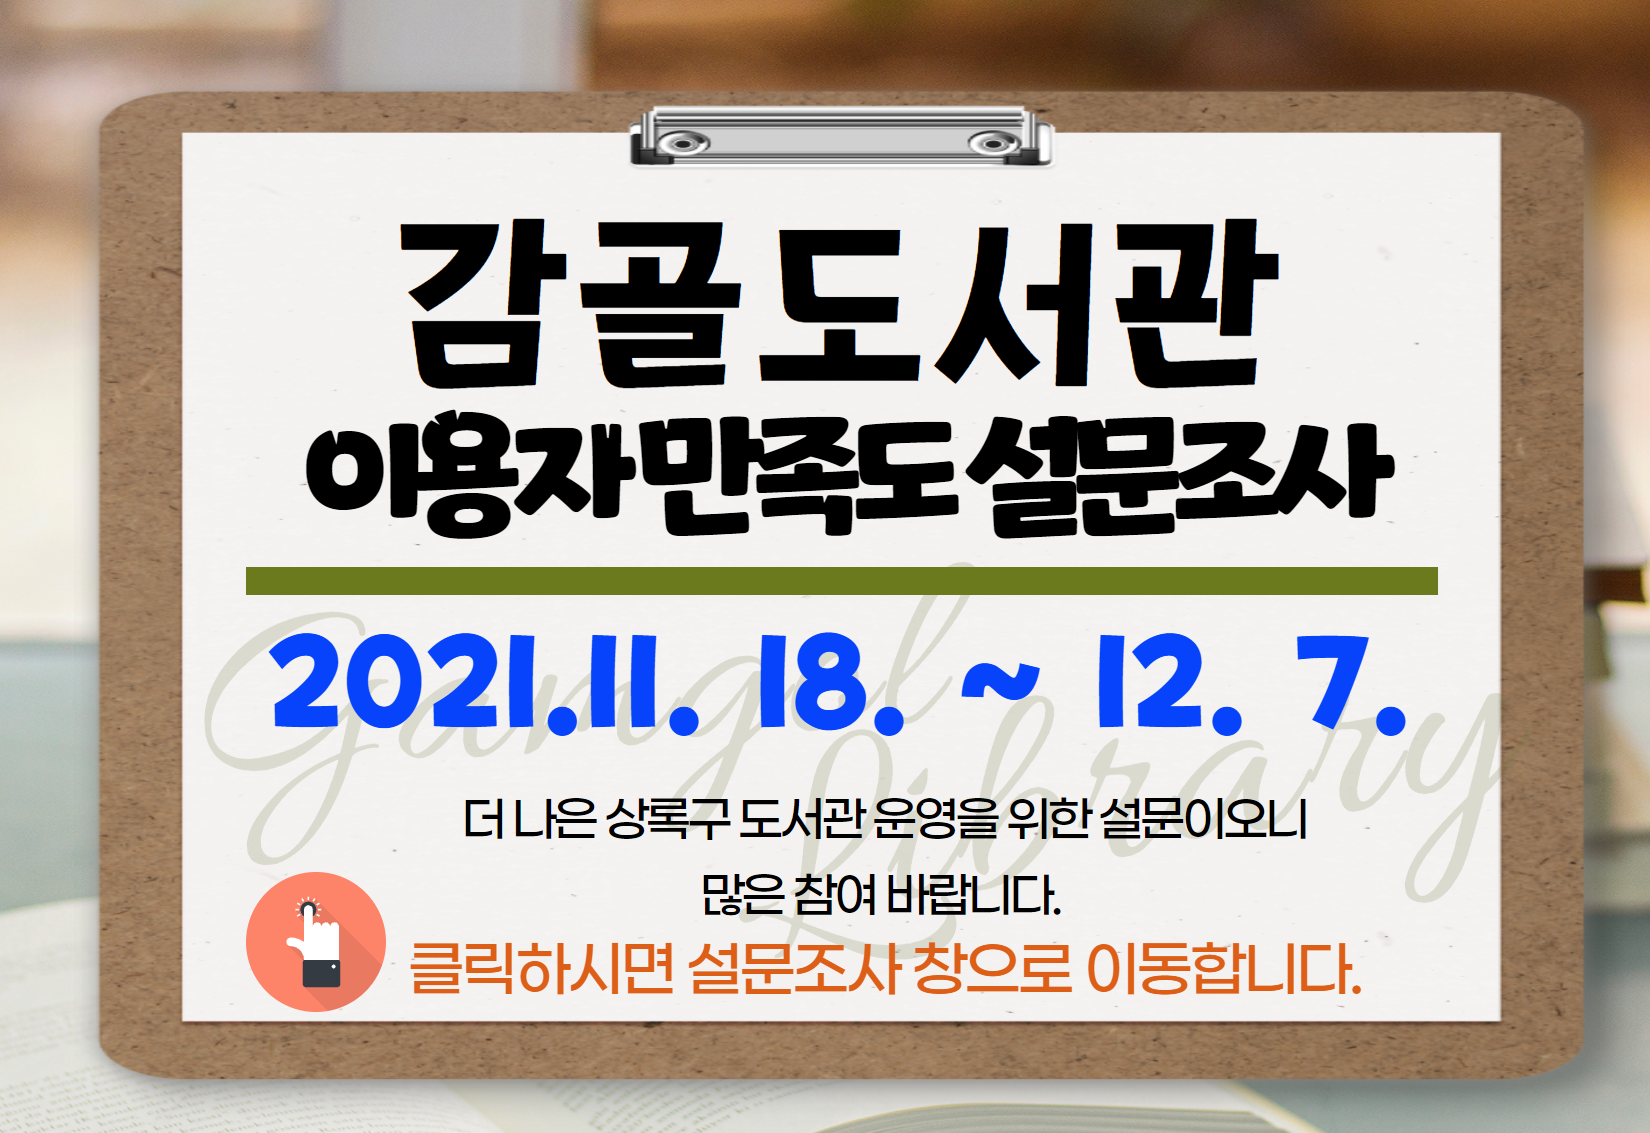 감골도서관
이용자 만족도 설문조사
2021.11. 18. ~ 12. 7.
Gamgol
Library
더 나은 상록구 도서관 운영을 위한 설문이오니
많은 참여 바랍니다.
클릭하시면 설문조사 창으로 이동합니다.